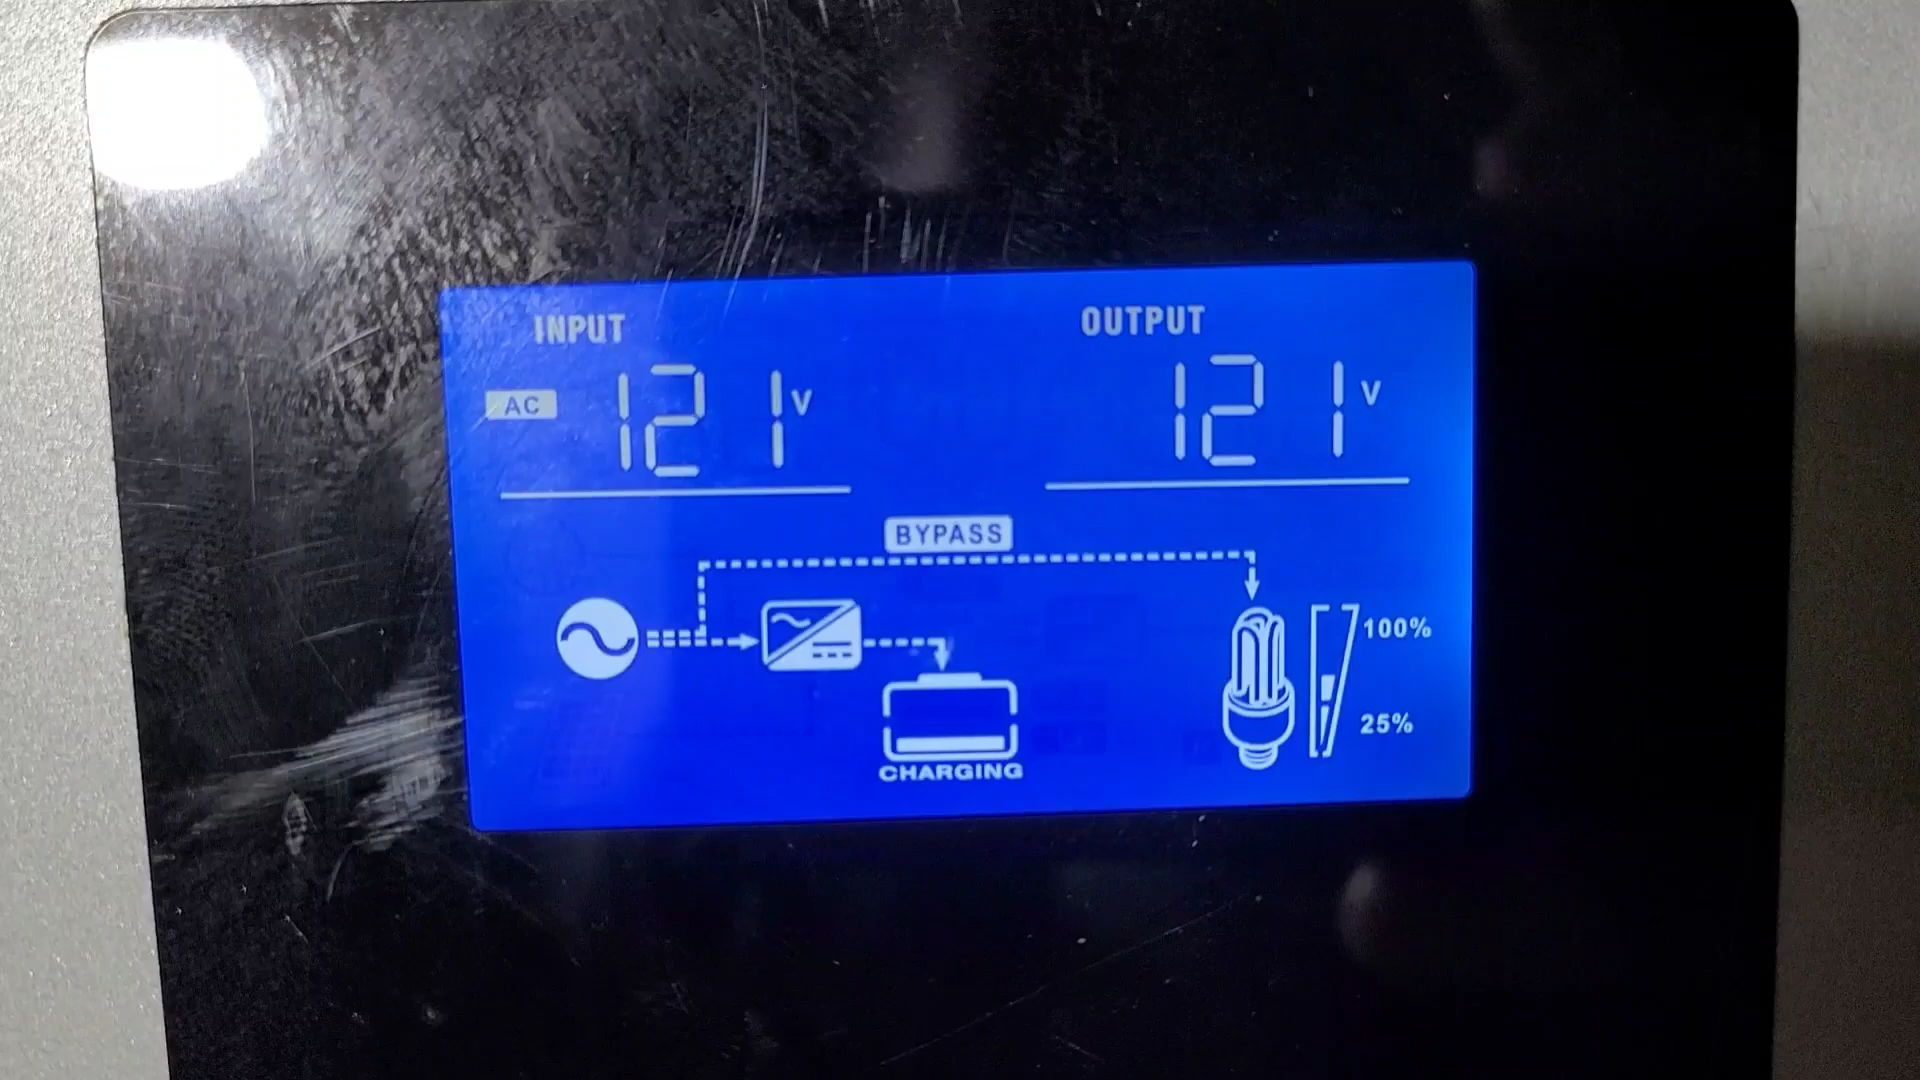 INPUT
OUTPUT
AC 121V
121V
BYPASS
100%
25%
CHARGING